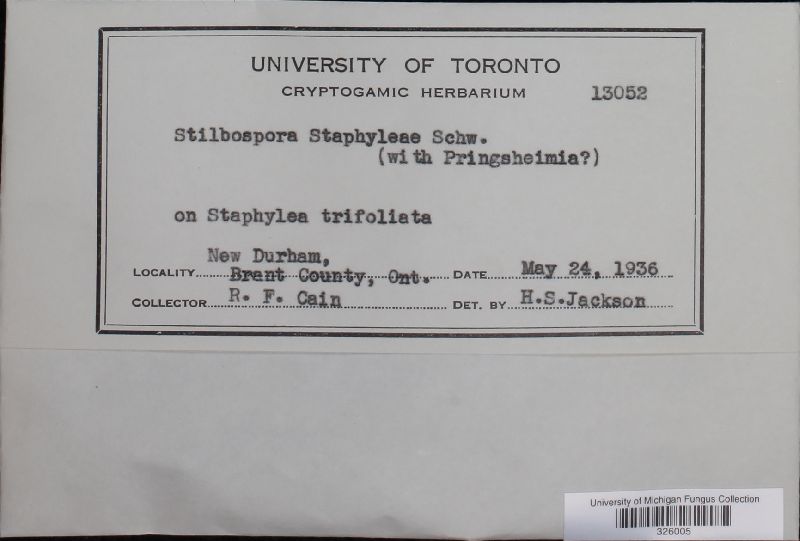 UNIVERSITY OF TORONTO
CRYPTOGAMIC HERBARIUM 13052
Stilbospora Staphyleae Schw.
(with Pringsheimia?)
on Staphylea trifoliata
New Durham,
LOCALITY Brant County, Ont. DATE May 24, 1936
COLLECTOR R. F. Cain DET. BY H.S.Jackson
University of Michigan Fungus Collection
326005